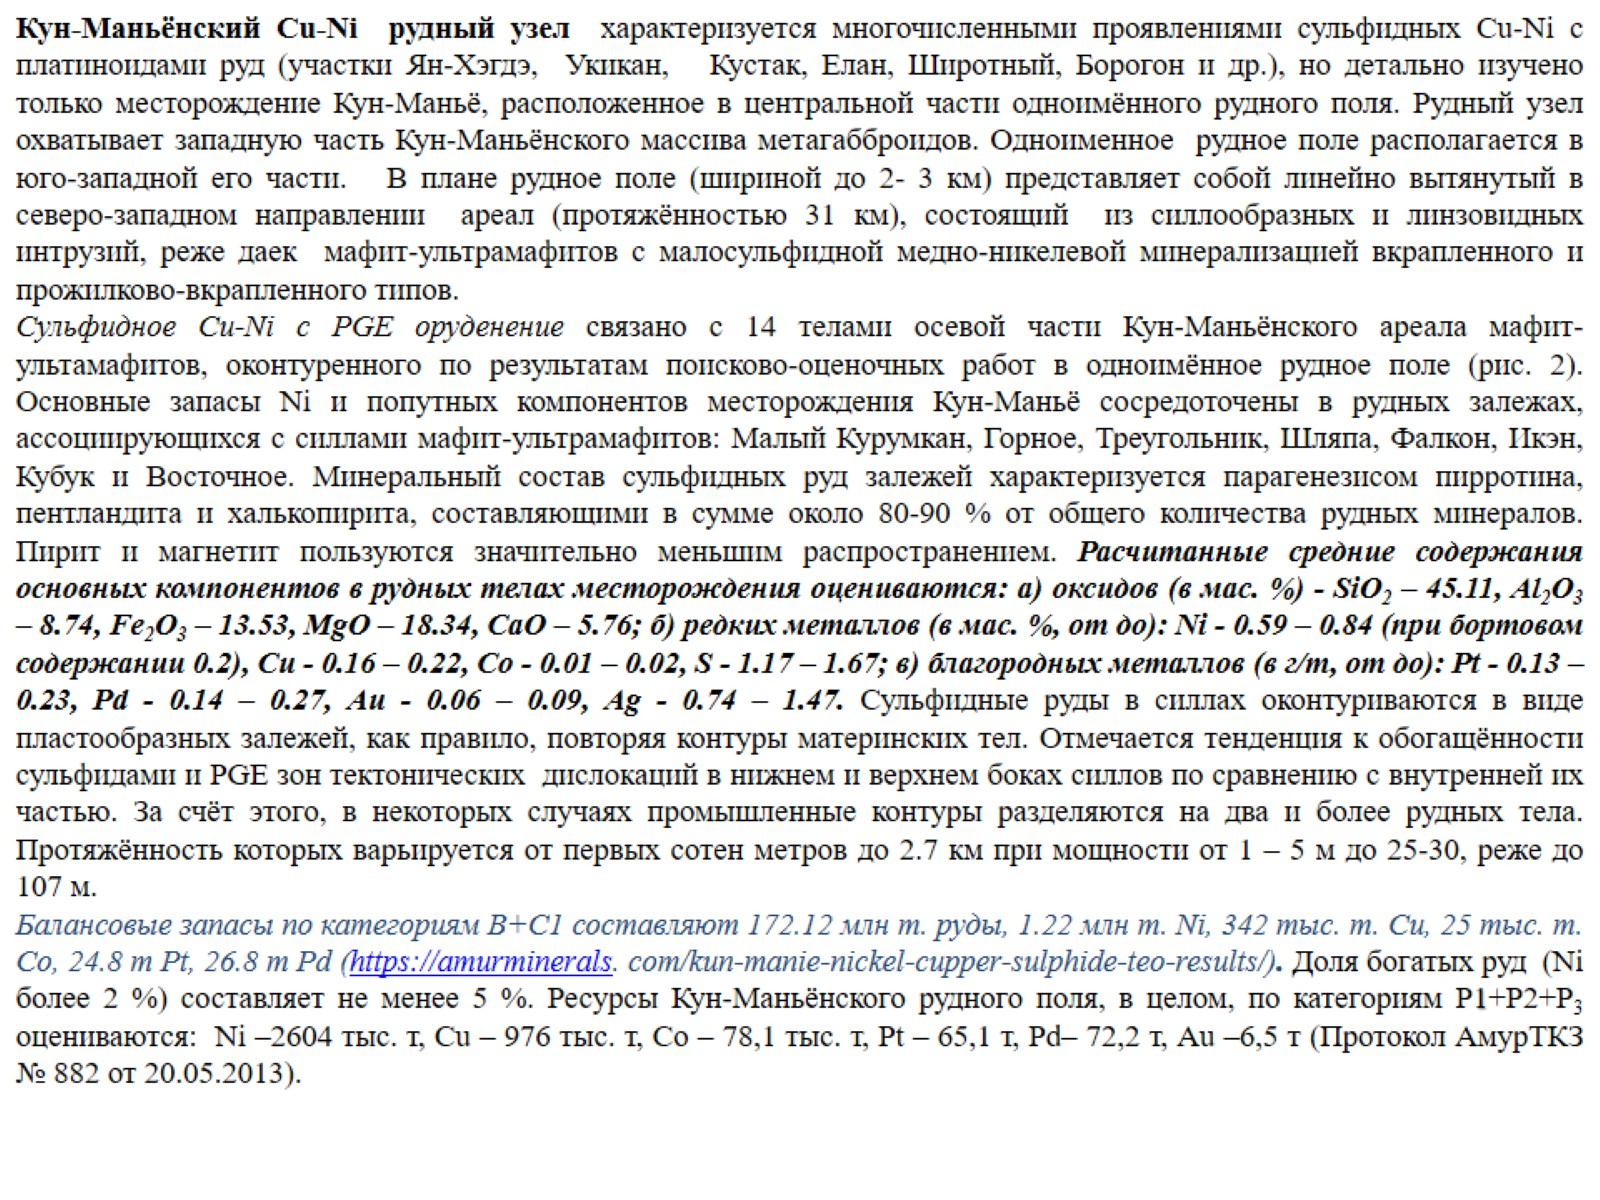 Кун-Маньёнский Cu-Ni рудный узел характеризуется многочисленными проявлениями сульфидных Cu-Ni с
платиноидами руд (участки Ян-Хэгдэ, Укикан, Кустак, Елан, Широтный, Борогон и др.), но детально изучено
только месторождение Кун-Маньё, расположенное в центральной части одноимённого рудного поля. Рудный узел
охватывает западную часть Кун-Маньёнского массива метагабброидов. Одноименное рудное поле располагается в
юго-западной его части. В плане рудное поле (шириной до 2- 3 км) представляет собой линейно вытянутый в
северо-западном направлении ареал (протяжённостью 31 км), состоящий из силлообразных и линзовидных
интрузий, реже даек мафит-ультрамафитов с малосульфидной медно-никелевой минерализацией вкрапленного и
прожилково-вкрапленного типов.
Сульфидное Cu-Ni с PGE оруденение связано с 14 телами осевой части Кун-Маньёнского ареала мафит-
ультамафитов, оконтуренного по результатам поисково-оценочных работ в одноимённое рудное поле (рис. 2).
Основные запасы Ni и попутных компонентов месторождения Кун-Маньё сосредоточены в рудных залежах,
ассоциирующихся с силлами мафит-ультрамафитов: Малый Курумкан, Горное, Треугольник, Шляпа, Фалкон, Икэн,
Кубук и Восточное. Минеральный состав сульфидных руд залежей характеризуется парагенезисом пирротина,
пентландита и халькопирита, составляющими в сумме около 80-90 % от общего количества рудных минералов.
Пирит и магнетит пользуются значительно меньшим распространением. Расчитанные средние содержания
основных компонентов в рудных телах месторождения оцениваются: а) оксидов (в мас. %) - SiO₂ – 45.11, Al₂O₃
– 8.74, Fe₂O₃ – 13.53, MgO – 18.34, CaO – 5.76; б) редких металлов (в мас. %, от до): Ni - 0.59 – 0.84 (при бортовом
содержании 0.2), Cu - 0.16 – 0.22, Co - 0.01 – 0.02, S - 1.17 – 1.67; в) благородных металлов (в г/т, от до): Pt - 0.13 –
0.23, Pd - 0.14 – 0.27, Au - 0.06 – 0.09, Ag - 0.74 – 1.47. Сульфидные руды в силлах оконтуриваются в виде
пластообразных залежей, как правило, повторяя контуры материнских тел. Отмечается тенденция к обогащённости
сульфидами и PGE зон тектонических дислокаций в нижнем и верхнем боках силлов по сравнению с внутренней их
частью. За счёт этого, в некоторых случаях промышленные контуры разделяются на два и более рудных тела.
Протяжённость которых варьируется от первых сотен метров до 2.7 км при мощности от 1 – 5 м до 25-30, реже до
107 м.
Балансовые запасы по категориям В+С1 составляют 172.12 млн т. руды, 1.22 млн т. Ni, 342 тыс. т. Cu, 25 тыс. т.
Co, 24.8 т Pt, 26.8 т Pd (https://amurminerals. com/kun-manie-nickel-cupper-sulphide-teo-results/). Доля богатых руд (Ni
более 2 %) составляет не менее 5 %. Ресурсы Кун-Маньёнского рудного поля, в целом, по категориям P1+P2+P₃
оцениваются: Ni –2604 тыс. т, Cu – 976 тыс. т, Co – 78,1 тыс. т, Pt – 65,1 т, Pd– 72,2 т, Au –6,5 т (Протокол АмурТКЗ
№ 882 от 20.05.2013).